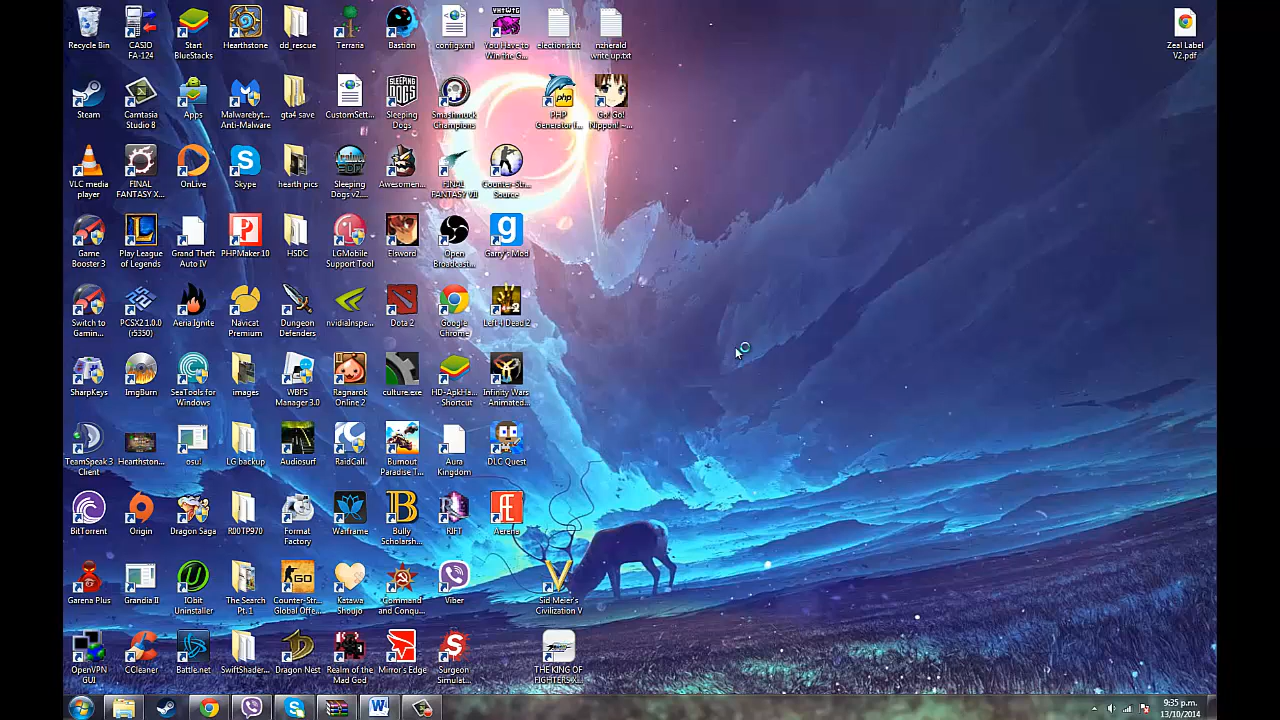 Recycle Bin
CASIO
FA-124
Start
BlueStacks
Hearthstone
dd_rescue
Terraria
Bastion
config.xml
You Have to
Win the G...
elections.txt
nzherald
write up.txt
Zeal Label
V2.pdf
Steam
Camtasia
Studio 8
Apps
Malwarebyt...
Anti-Malware
gta4 save
CustomSett...
SLEEPING
DOGS
Sleeping
Dogs
Smashmuck
Champions
php
PHP
Generator f...
Go! Go!
Nippon! ~...
VLC media
player
FINAL
FANTASY X...
OnLive
Skype
hearth pics
Sleeping
Dogs v2....
Awesomen...
FINAL
FANTASY VII
Counter-Str...
Source
Game
Booster 3
Play League
of Legends
Grand Theft
Auto IV
PHPMaker 10
HSDC
LGMobile
Support Tool
Elsword
Open
Broadcast...
g
Garry's Mod
Switch to
Gamin...
PCSX2.1.0.0
(r5350)
Aeria Ignite
Navicat
Premium
Dungeon
Defenders
nvidiaInspe...
Dota 2
Google
Chrome
Left 4 Dead 2
SharpKeys
ImgBurn
SeaTools for
Windows
images
WBFS
Manager 3.0
Ragnarok
Online 2
culture.exe
HD-ApkHa...
- Shortcut
Infinity Wars
- Animated...
TeamSpeak 3
Client
Hearthston...
osu!
LG backup
Audiosurf
RaidCall
Burnout
Paradise T...
Aura
Kingdom
DLC Quest
BitTorrent
Origin
Dragon Saga
R00TP970
Format
Factory
Warframe
Bully
Scholarsh...
RIFT
Aerena
Garena Plus
Grandia II
IObit
Uninstaller
The Search
Pt. 1
GO
Counter-Str...
Global Offe...
Katawa
Shoujo
Command
and Conqu...
Viber
Sid Meier's
Civilization V
OpenVPN
GUI
CCleaner
Battle.net
SwiftShader...
Dragon Nest
Realm of the
Mad God
Mirror's Edge
Surgeon
Simulat...
THE KING OF
FIGHTERS X...
9:35 p.m.
13/10/2014